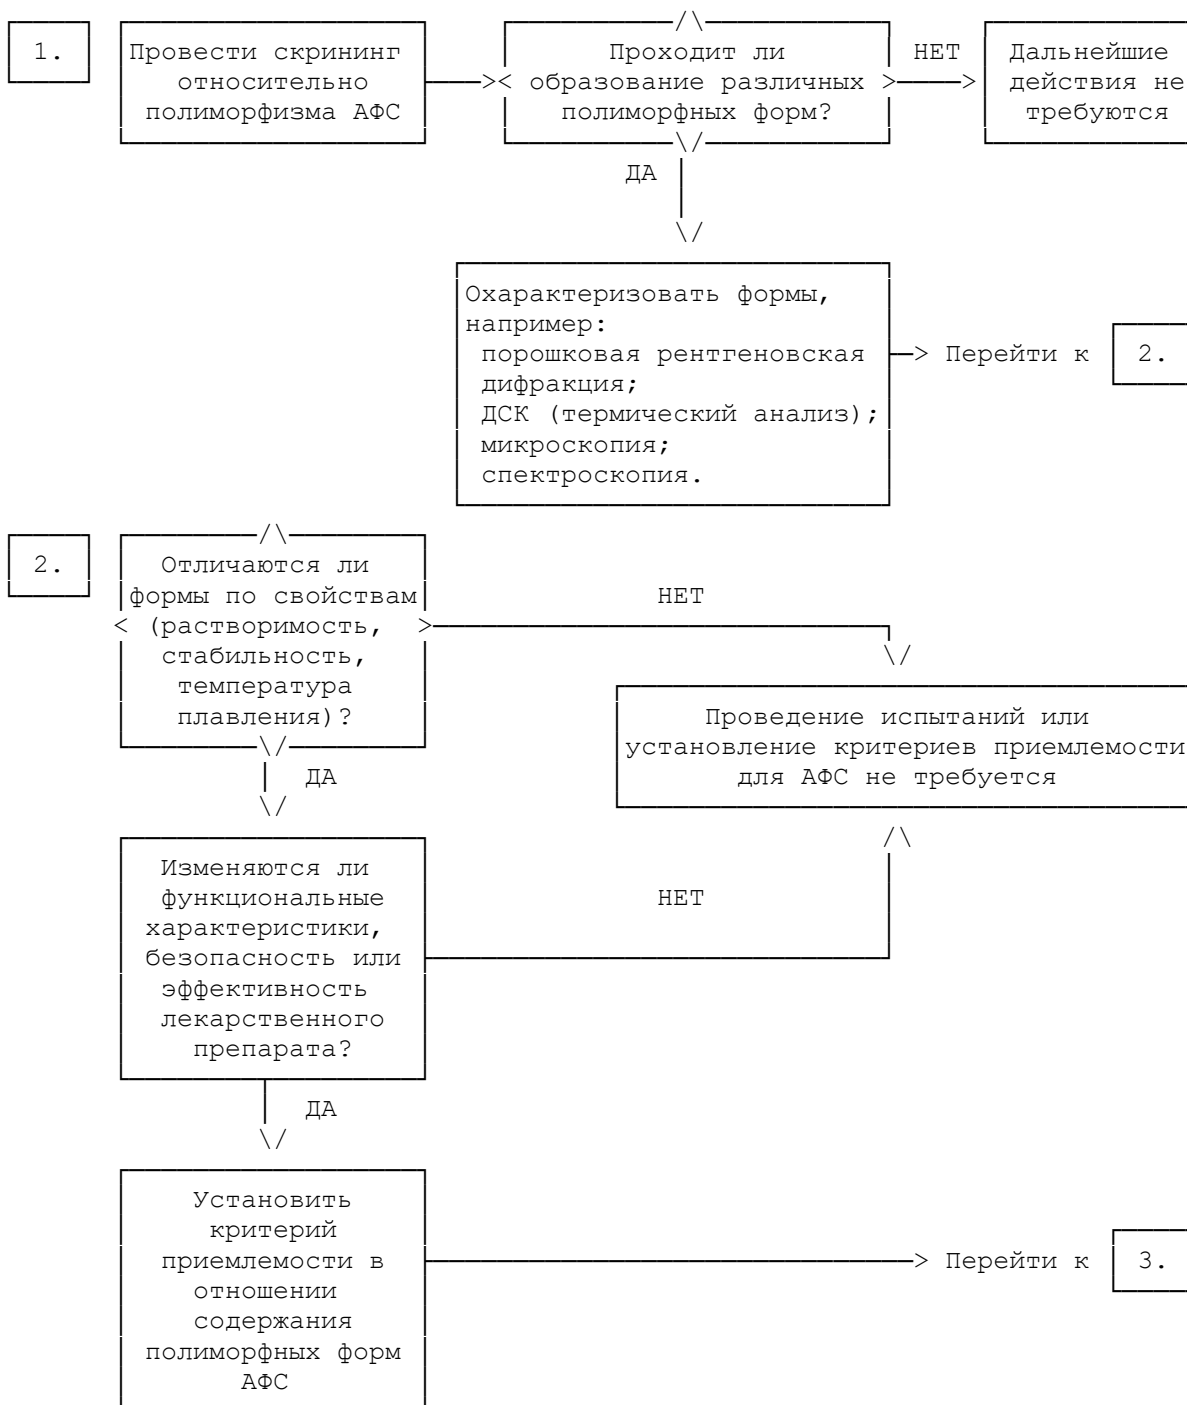 1.
Провести скрининг
относительно
полиморфизма АФС
Проходит ли
образование различных
полиморфных форм?
НЕТ
Дальнейшие
действия не
требуются
ДА
Охарактеризовать формы,
например:
порошковая рентгеновская
дифракция;
ДСК (термический анализ);
микроскопия;
спектроскопия.
Перейти к
2.
2.
Отличаются ли
формы по свойствам
(растворимость,
стабильность,
температура
плавления)?
НЕТ
Проведение испытаний или
установление критериев приемлемости
для АФС не требуется
ДА
Изменяются ли
функциональные
характеристики,
безопасность или
эффективность
лекарственного
препарата?
НЕТ
ДА
Установить
критерий
приемлемости в
отношении
содержания
полиморфных форм
АФС
Перейти к
3.